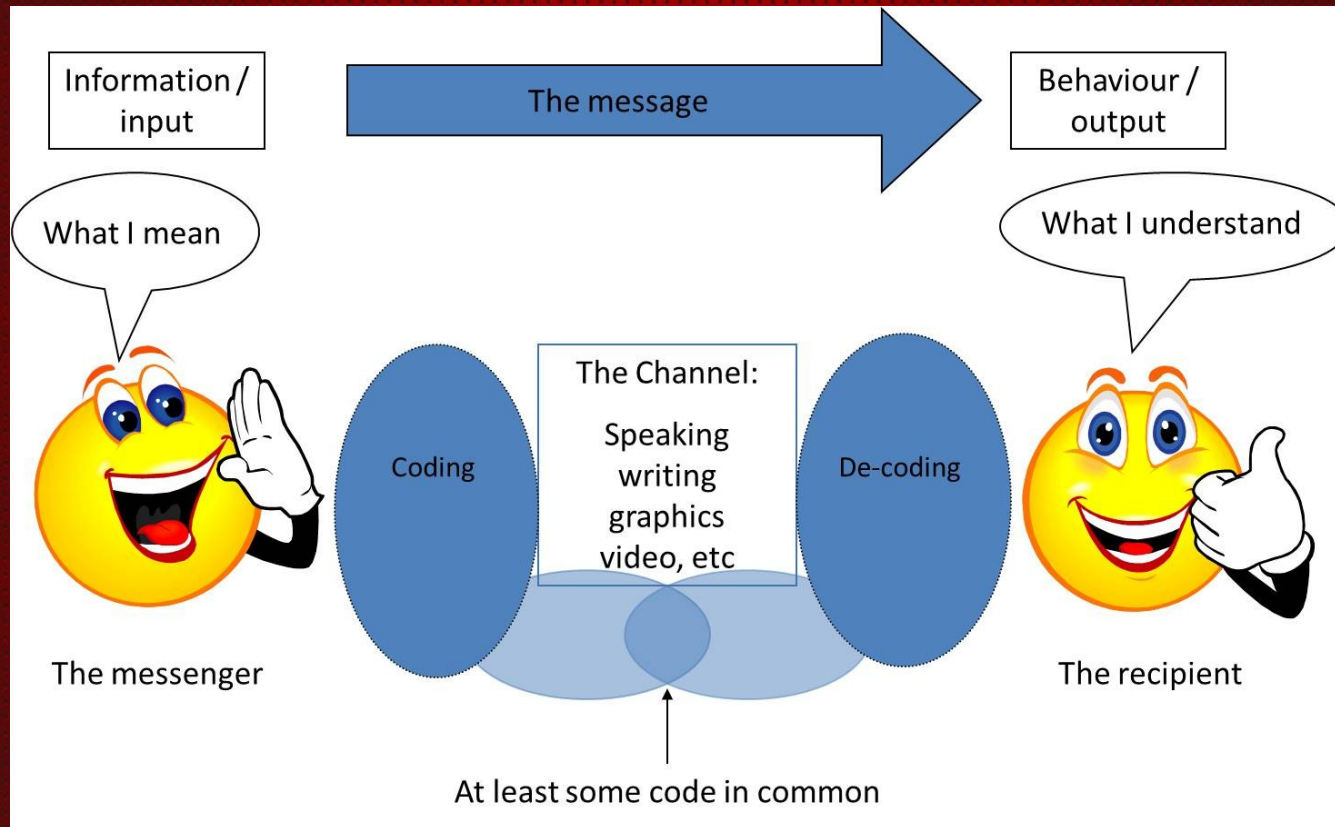 Information /
input
The message
Behaviour /
output
What I mean
What I understand
The Channel:
Speaking
writing
graphics
video, etc
Coding
De-coding
The messenger
The recipient
At least some code in common